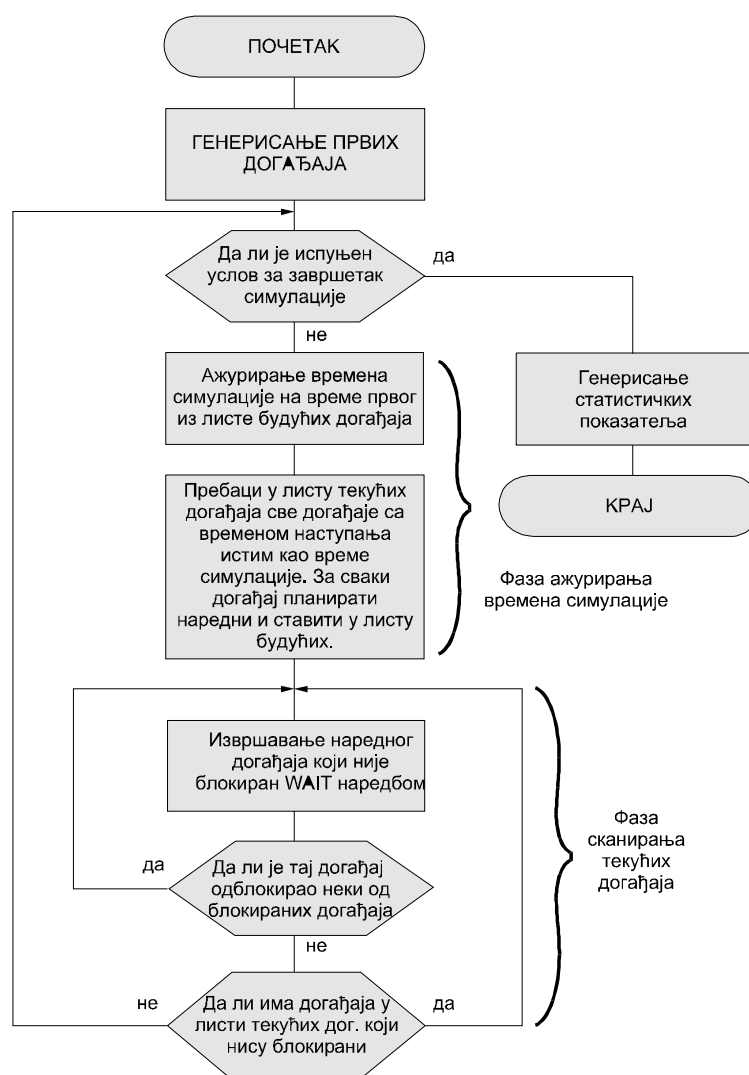 ПОЧЕТАК
ГЕНЕРИСАЊЕ ПРВИХ
ДОГАЂАЈА
Да ли је испуњен
услов за завршетак
симулације
да
не
Ажурирање времена
симулације на време првог
из листе будућих догађаја
Генерисање
статистичких
показатеља
Пребаци у листу текућих
догађаја све догађаје са
временом наступања
истим као време
симулације. За сваки
догађај планирати
наредни и ставити у листу
будућих.
КРАЈ
Фаза ажурирања
времена симулације
Извршавање наредног
догађаја који није
блокиран WAIT наредбом
Фаза
сканирања
текућих
догађаја
да
Да ли је тај догађај
одблокирао неки од
блокираних догађаја
не
не
Да ли има догађаја у
листи текућих дог. који
нису блокирани
да